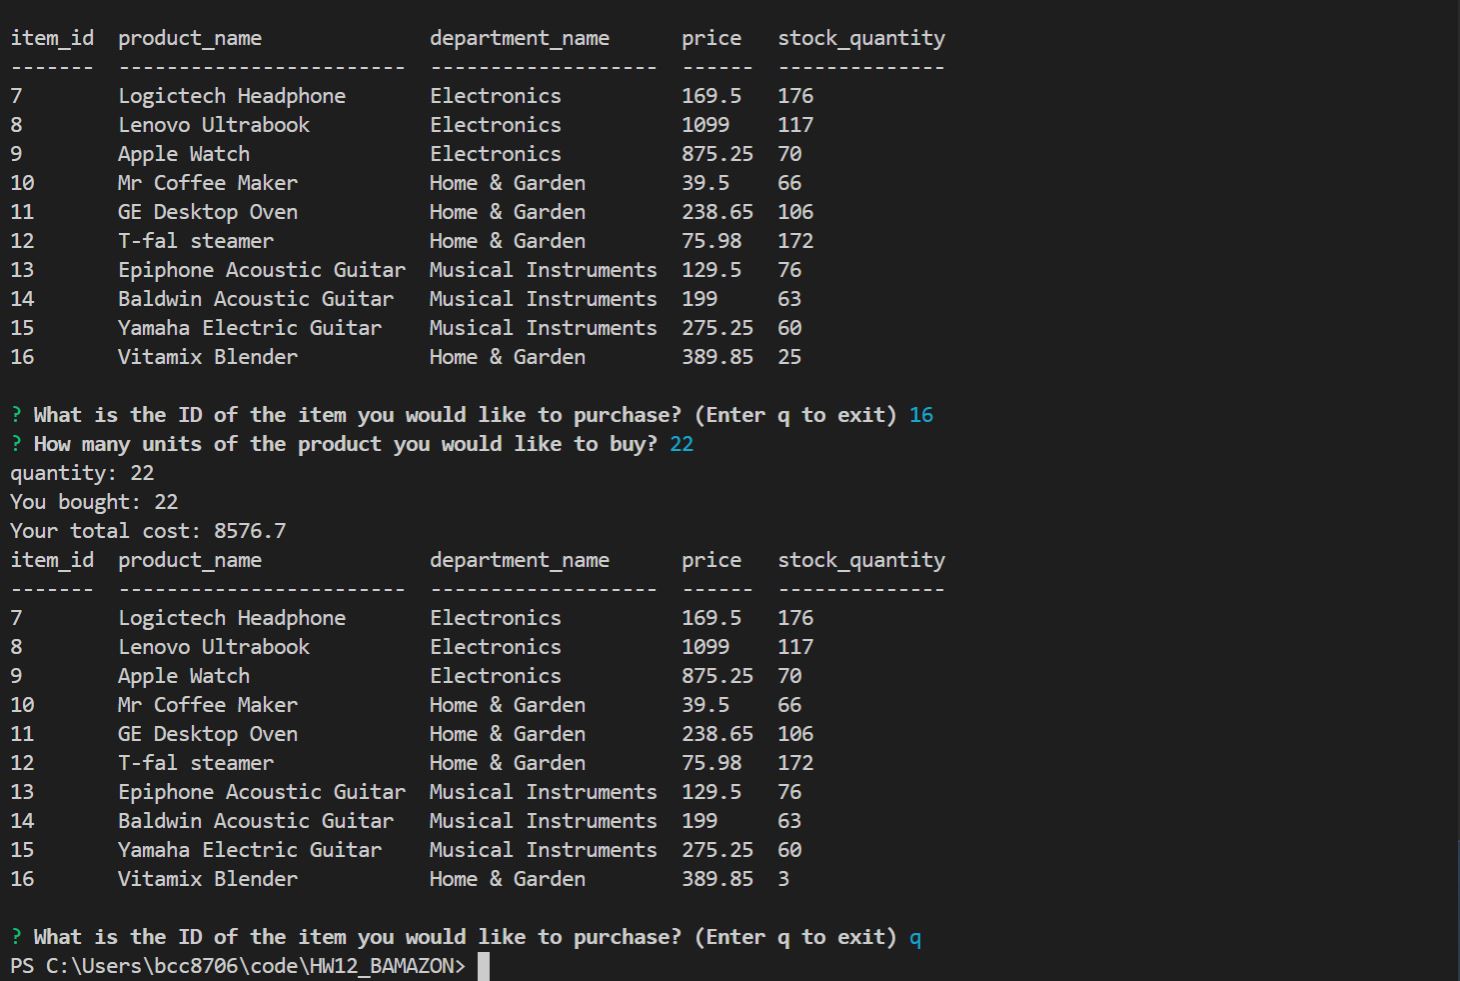 item_id  product_name              department_name      price   stock_quantity
-------  ------------------------  -------------------  ------  --------------
7        Logictech Headphone       Electronics          169.5   176
8        Lenovo Ultrabook          Electronics          1099    117
9        Apple Watch               Electronics          875.25  70
10       Mr Coffee Maker           Home & Garden        39.5    66
11       GE Desktop Oven           Home & Garden        238.65  106
12       T-fal steamer             Home & Garden        75.98   172
13       Epiphone Acoustic Guitar  Musical Instruments  129.5   76
14       Baldwin Acoustic Guitar   Musical Instruments  199     63
15       Yamaha Electric Guitar    Musical Instruments  275.25  60
16       Vitamix Blender           Home & Garden        389.85  25
? What is the ID of the item you would like to purchase? (Enter q to exit) 16
? How many units of the product you would like to buy? 22
quantity: 22
You bought: 22
Your total cost: 8576.7
item_id  product_name              department_name      price   stock_quantity
-------  ------------------------  -------------------  ------  --------------
7        Logictech Headphone       Electronics          169.5   176
8        Lenovo Ultrabook          Electronics          1099    117
9        Apple Watch               Electronics          875.25  70
10       Mr Coffee Maker           Home & Garden        39.5    66
11       GE Desktop Oven           Home & Garden        238.65  106
12       T-fal steamer             Home & Garden        75.98   172
13       Epiphone Acoustic Guitar  Musical Instruments  129.5   76
14       Baldwin Acoustic Guitar   Musical Instruments  199     63
15       Yamaha Electric Guitar    Musical Instruments  275.25  60
16       Vitamix Blender           Home & Garden        389.85  3
? What is the ID of the item you would like to purchase? (Enter q to exit) q
PS C:\Users\bcc8706\code\HW12_BAMAZON>